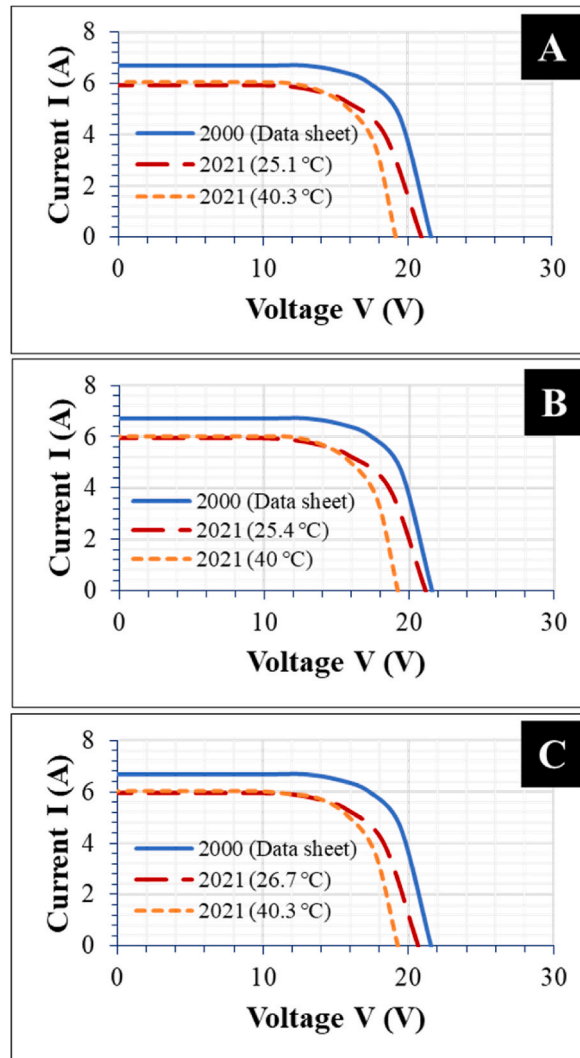 A
Current I (A)
8
6
4
2
0
2000 (Data sheet)
2021 (25.1 °C)
2021 (40.3 °C)
0 10 20 30
Voltage V (V)
B
Current I (A)
8
6
4
2
0
2000 (Data sheet)
2021 (25.4 °C)
2021 (40 °C)
0 10 20 30
Voltage V (V)
C
Current I (A)
8
6
4
2
0
2000 (Data sheet)
2021 (26.7 °C)
2021 (40.3 °C)
0 10 20 30
Voltage V (V)